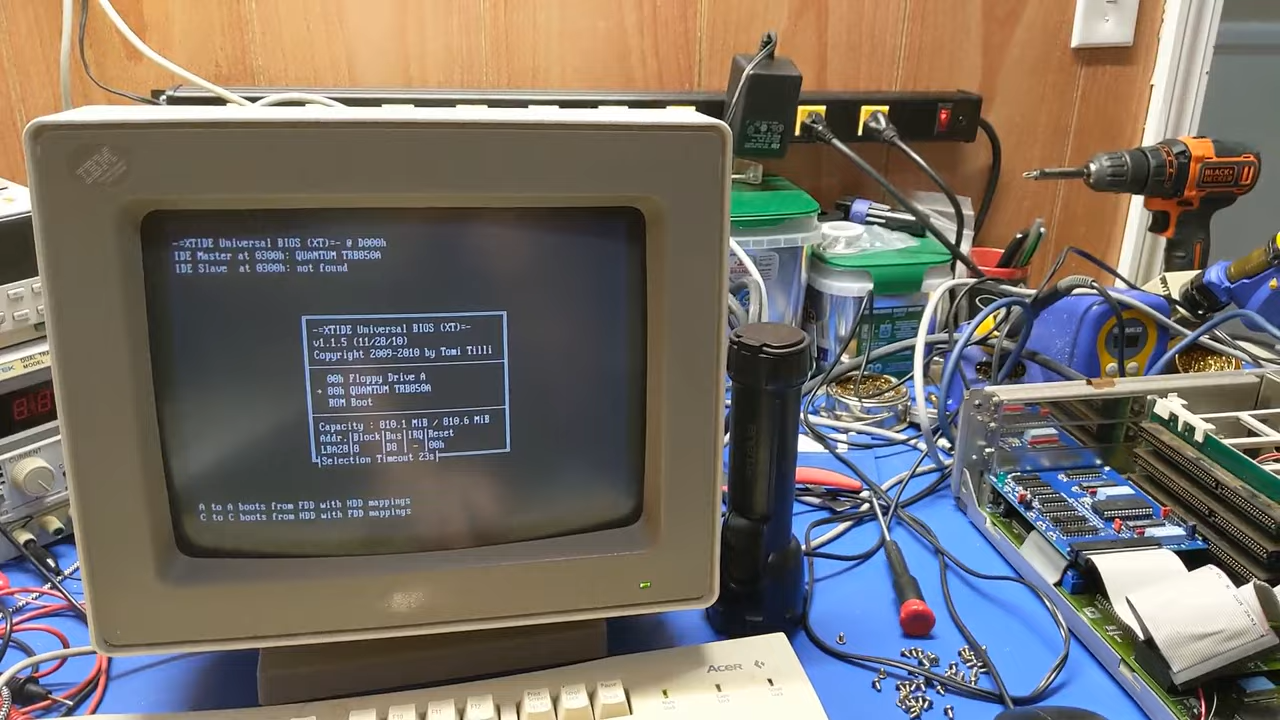 IBM
-=XTIDE Universal BIOS (XT)=- @ D000h
IDE Master at 0300h: QUANTUM TRB850A
IDE Slave  at 0300h: not found
-=XTIDE Universal BIOS (XT)=-
v1.1.5 (11/28/10)
Copyright 2009-2010 by Tomi Tilli
00h Floppy Drive A
80h QUANTUM TRB850A
ROM Boot
Capacity : 810.1 MiB / 810.6 MiB
Addr.|Block|Bus|IRQ|Reset
LBA28|8    |D8 | - |00h
Selection Timeout 23s
A to A boots from FDD with HDD mappings
C to C boots from HDD with FDD mappings
BLACK+
DECKER
CURRENT
ACER